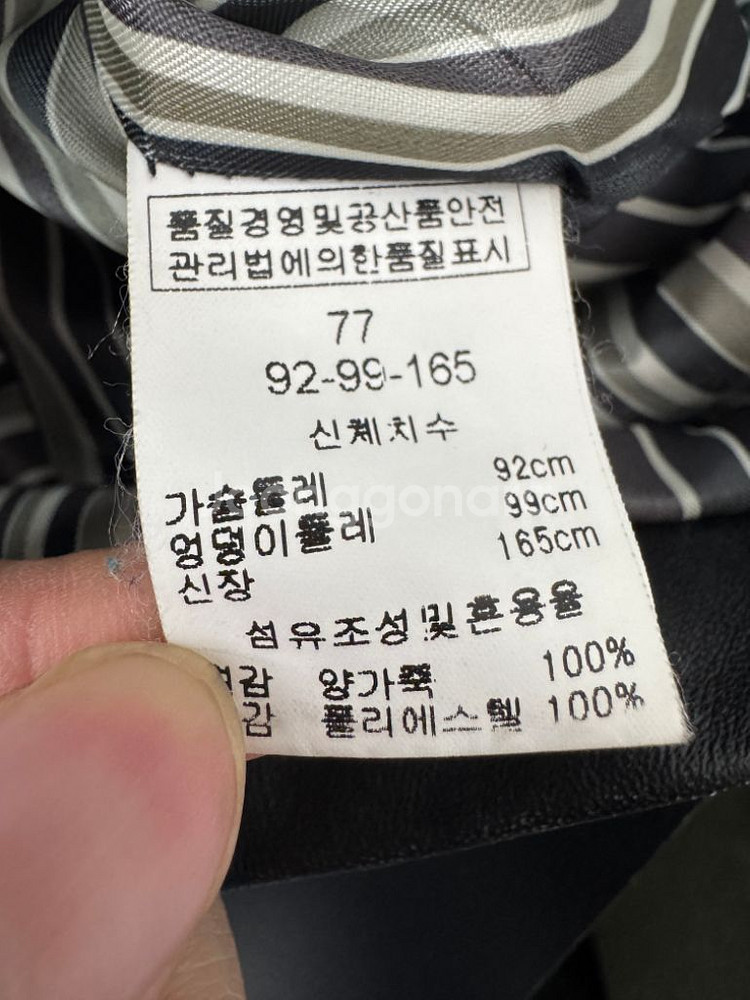 품질경영및공산품안전
관리법에의한품질표시
77
92-99-165
신체치수
가슴둘레 92cm
엉덩이둘레 99cm
신장 165cm
섬유조성및혼용율
겉감 양가죽 100%
감 폴리에스텔 100%